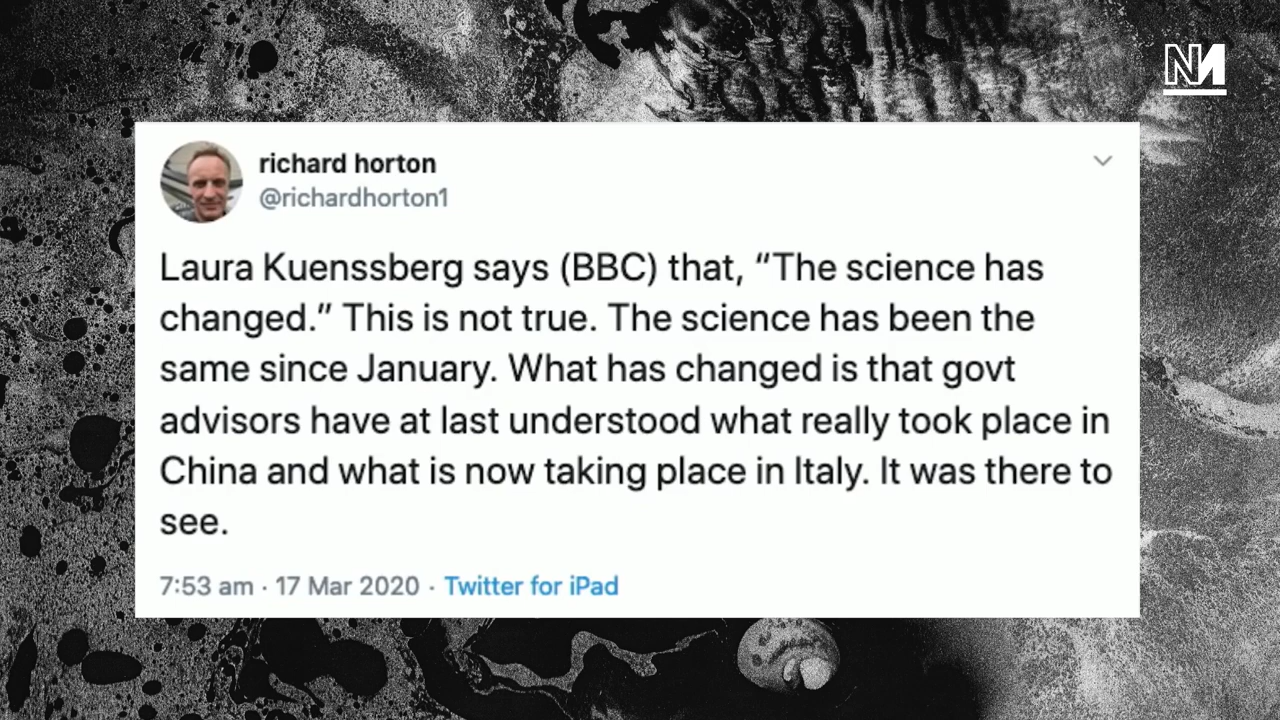 NM
richard horton
@richardhorton1
Laura Kuenssberg says (BBC) that, “The science has
changed.” This is not true. The science has been the
same since January. What has changed is that govt
advisors have at last understood what really took place in
China and what is now taking place in Italy. It was there to
see.
7:53 am · 17 Mar 2020 · Twitter for iPad